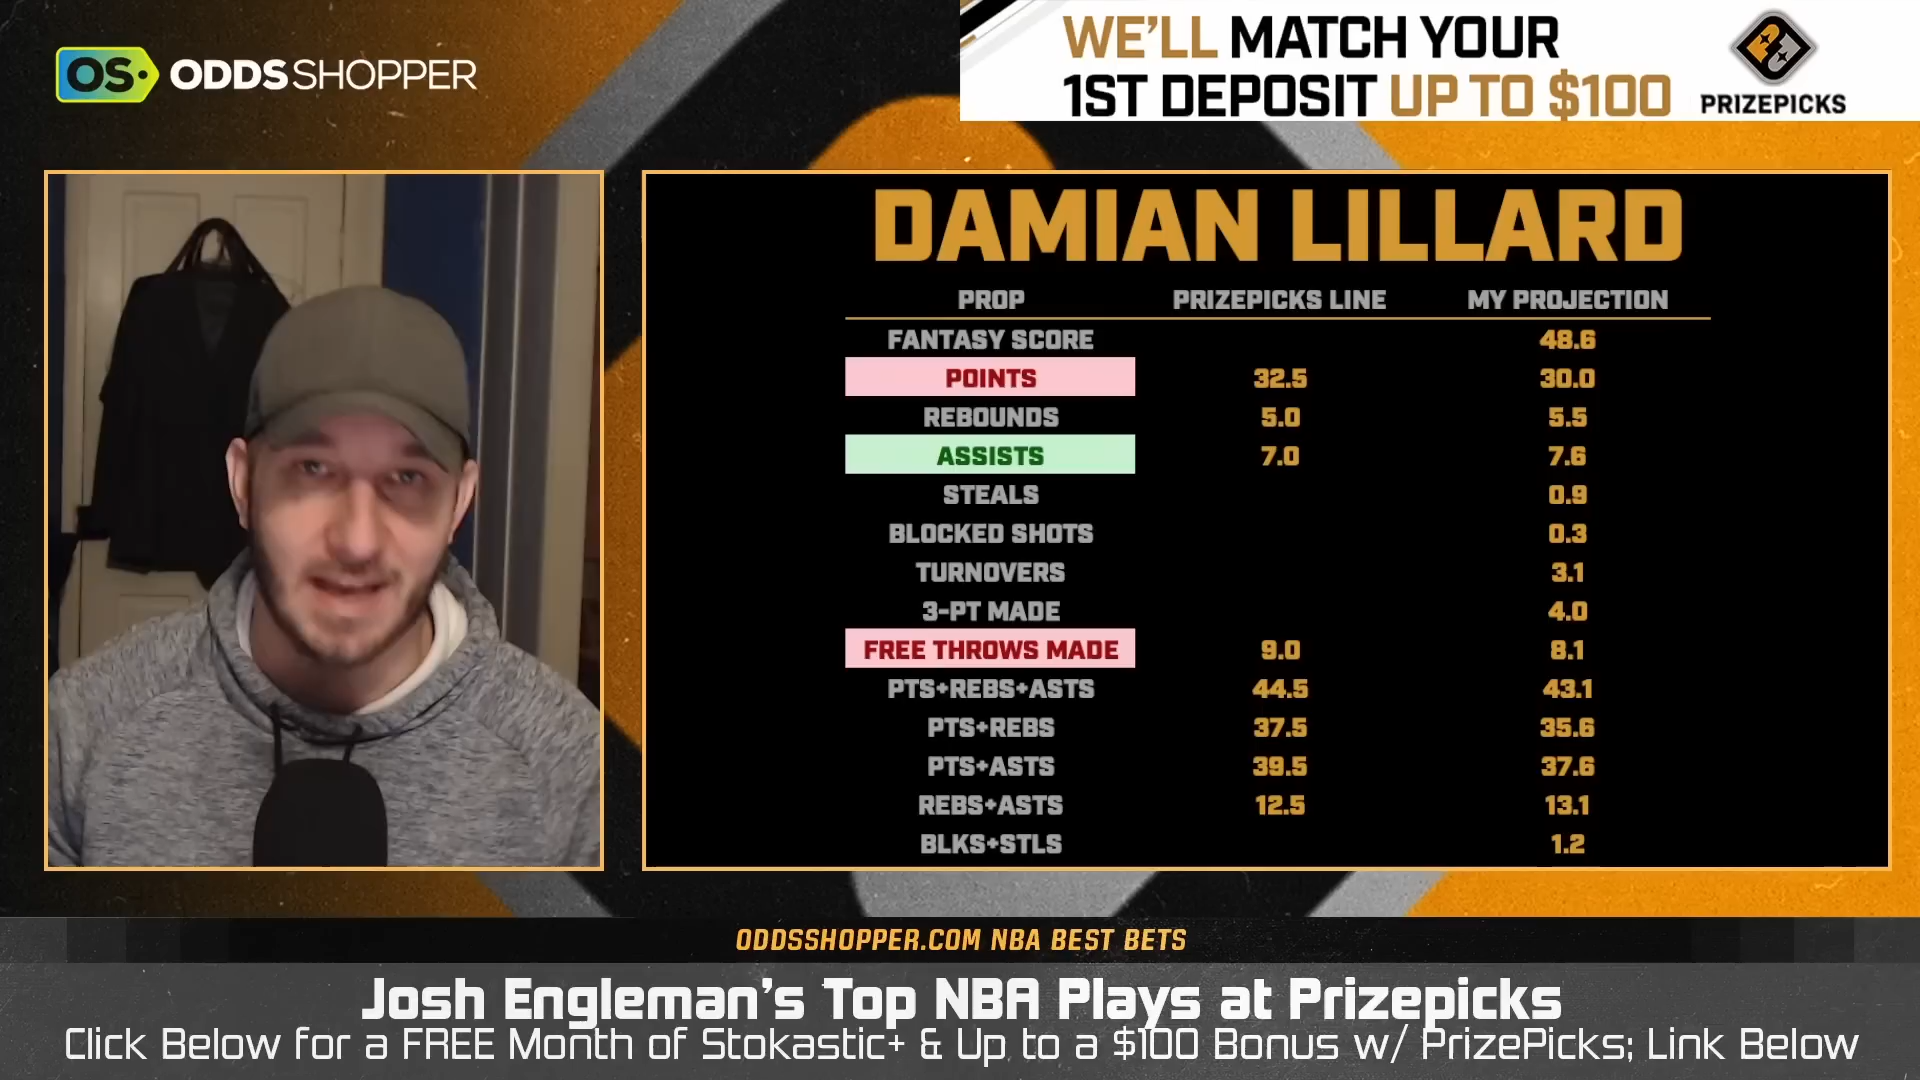 OS. ODDSSHOPPER
WE'LL MATCH YOUR
1ST DEPOSIT UP TO $100
PRIZEPICKS
DAMIAN LILLARD
PROP PRIZEPICKS LINE MY PROJECTION
FANTASY SCORE 48.6
POINTS 32.5 30.0
REBOUNDS 5.0 5.5
ASSISTS 7.0 7.6
STEALS 0.9
BLOCKED SHOTS 0.3
TURNOVERS 3.1
3-PT MADE 4.0
FREE THROWS MADE 9.0 8.1
PTS+REBS+ASTS 44.5 43.1
PTS+REBS 37.5 35.6
PTS+ASTS 39.5 37.6
REBS+ASTS 12.5 13.1
BLKS+STLS 1.2
ODDSSHOPPER.COM NBA BEST BETS
Josh Engleman's Top NBA Plays at Prizepicks
Click Below for a FREE Month of Stokastic+ & Up to a $100 Bonus w/ PrizePicks; Link Below